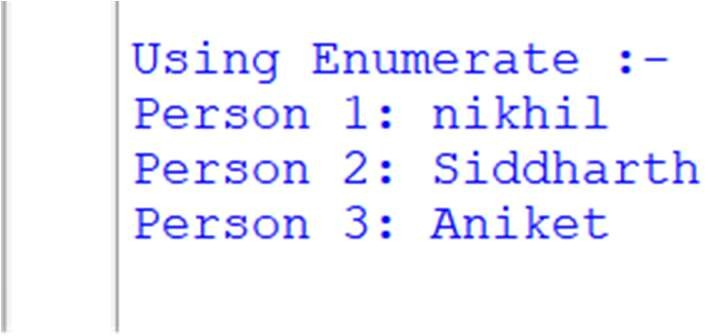 Using Enumerate :-
Person 1: nikhil
Person 2: Siddharth
Person 3: Aniket